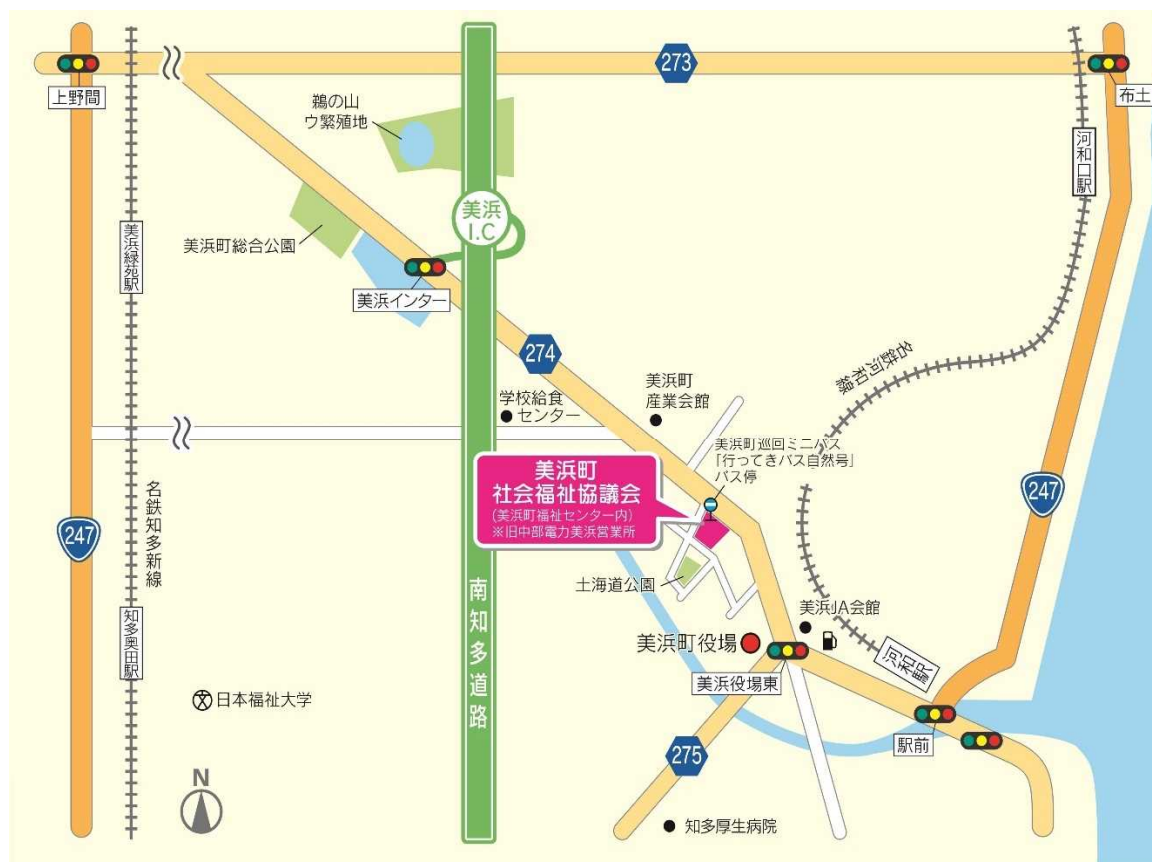 273
上野間
布土
鵜の山
ウ繁殖地
河和口駅
美浜
I.C
美浜緑苑駅
美浜町総合公園
美浜インター
274
名鉄河和線
美浜町
産業会館
学校給食
センター
美浜町巡回ミニバス
「行ってきバス自然号」
バス停
美浜町
社会福祉協議会
(美浜町福祉センター内)
※旧中部電力美浜営業所
247
247
名鉄知多新線
土海道公園
南知多道路
美浜JA会館
知多奥田駅
美浜町役場
河和駅
美浜役場東
日本福祉大学
駅前
275
N
知多厚生病院